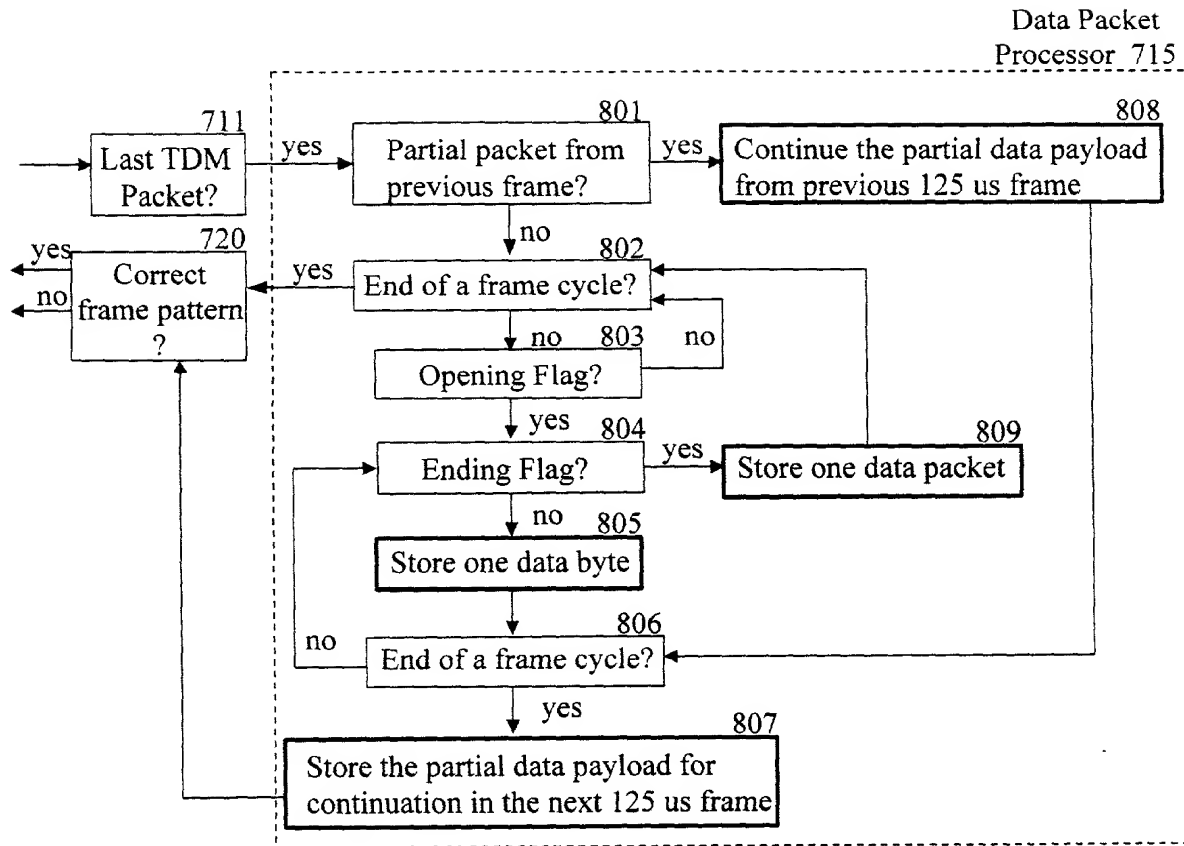 Data Packet
Processor 715
711
Last TDM
Packet?
yes
801
Partial packet from
previous frame?
yes
808
Continue the partial data payload
from previous 125 us frame
no
720
Correct
frame pattern
?
yes
no
yes
802
End of a frame cycle?
no
803
Opening Flag?
no
yes
804
Ending Flag?
yes
809
Store one data packet
no
805
Store one data byte
806
End of a frame cycle?
no
yes
807
Store the partial data payload for
continuation in the next 125 us frame